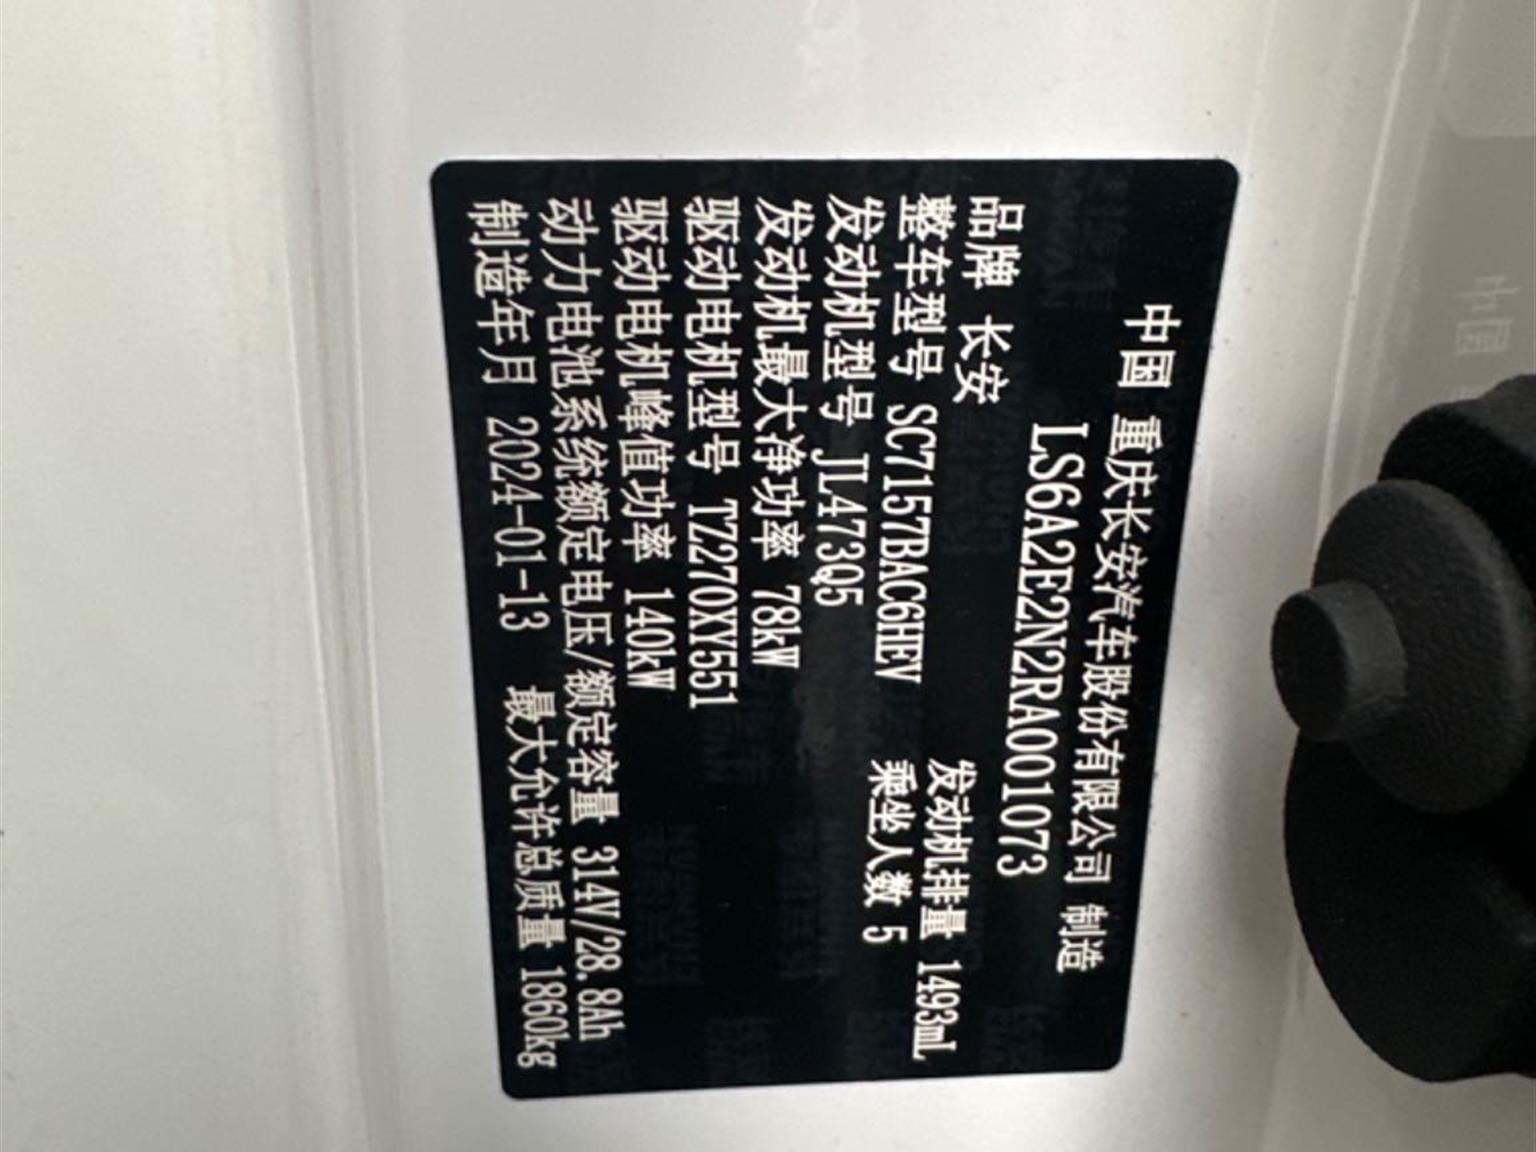 中国 重庆长安汽车股份有限公司 制造
LS6A2E2N2RA001073
品牌 长安
整车型号 SC7157BAC6HEV 发动机排量 1493mL
发动机型号 JL473Q5 乘坐人数 5
发动机最大净功率 78kW
驱动电机型号 TZ270XY551
驱动电机峰值功率 140kW
动力电池系统额定电压/额定容量 314V/28.8Ah
制造年月 2024-01-13 最大允许总质量 1860kg